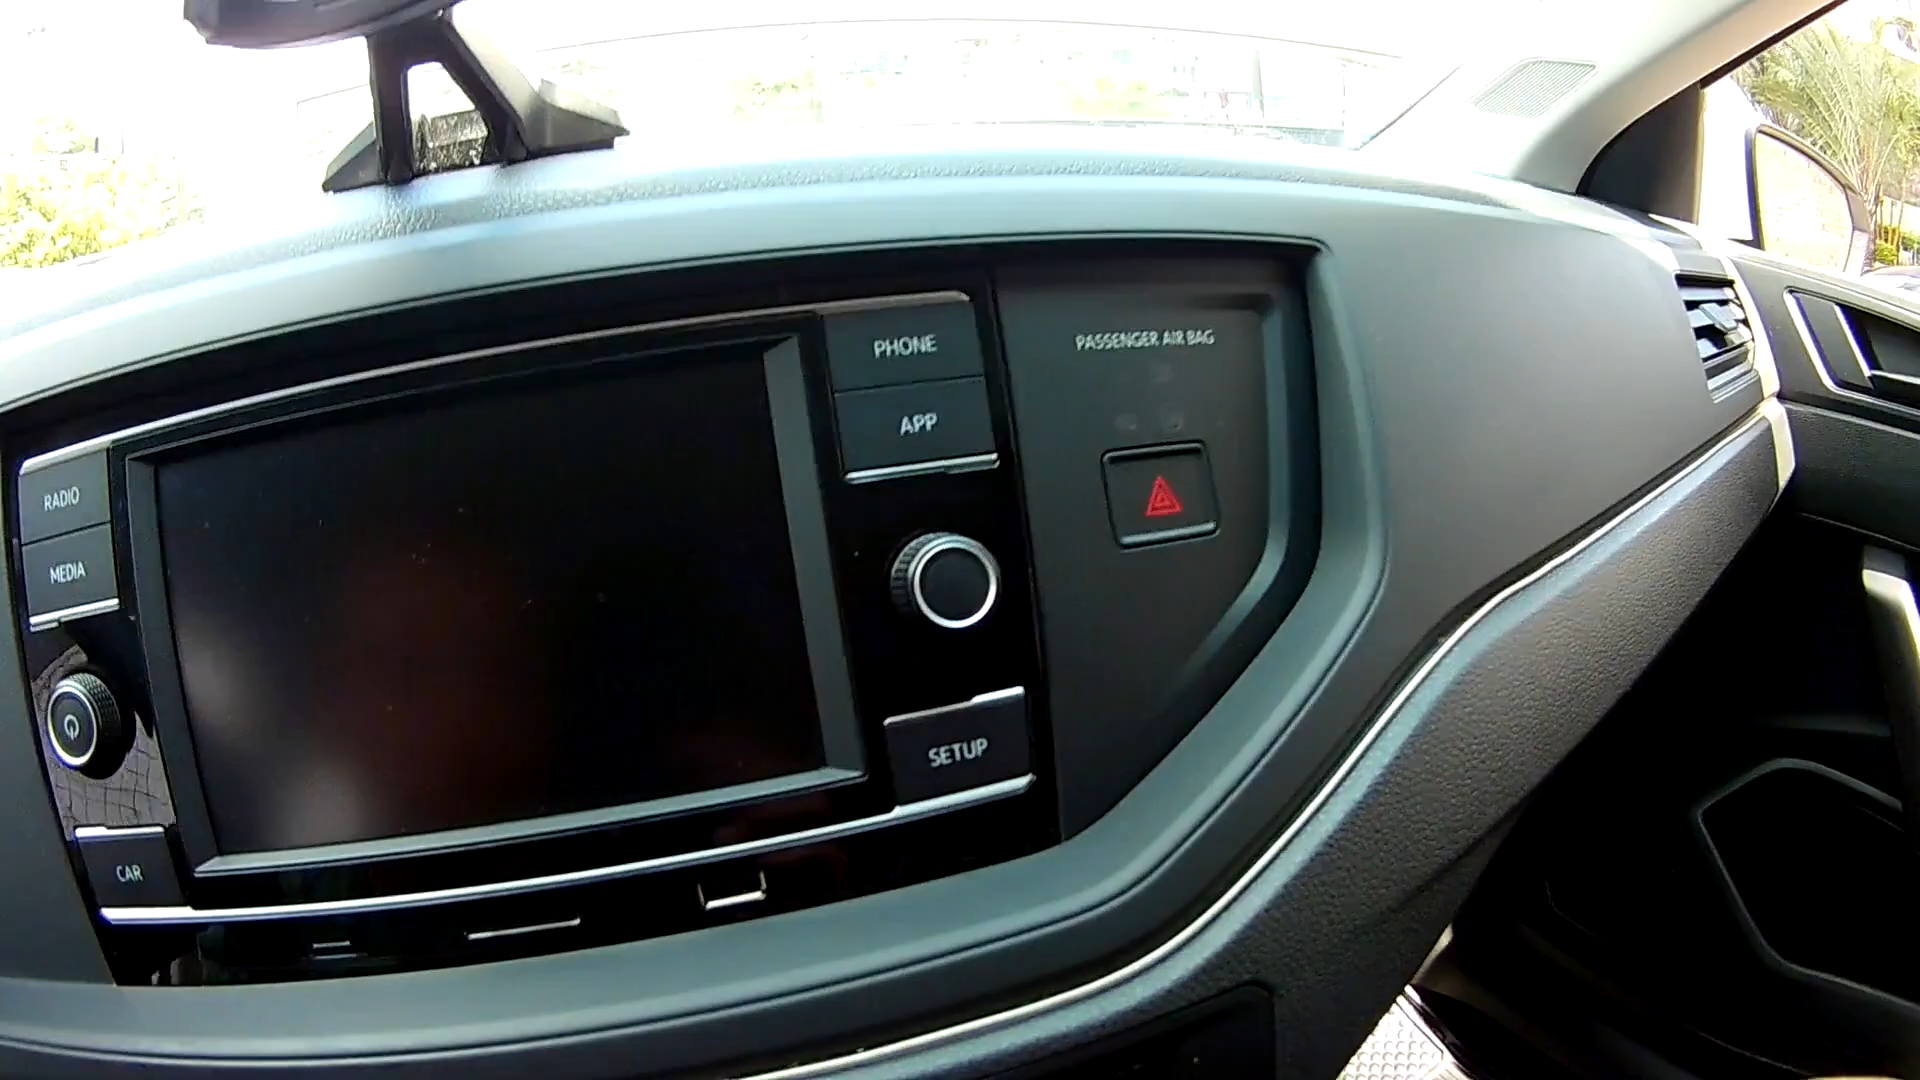 PHONE
PASSENGER AIR BAG
APP
RADIO
MEDIA
SETUP
CAR